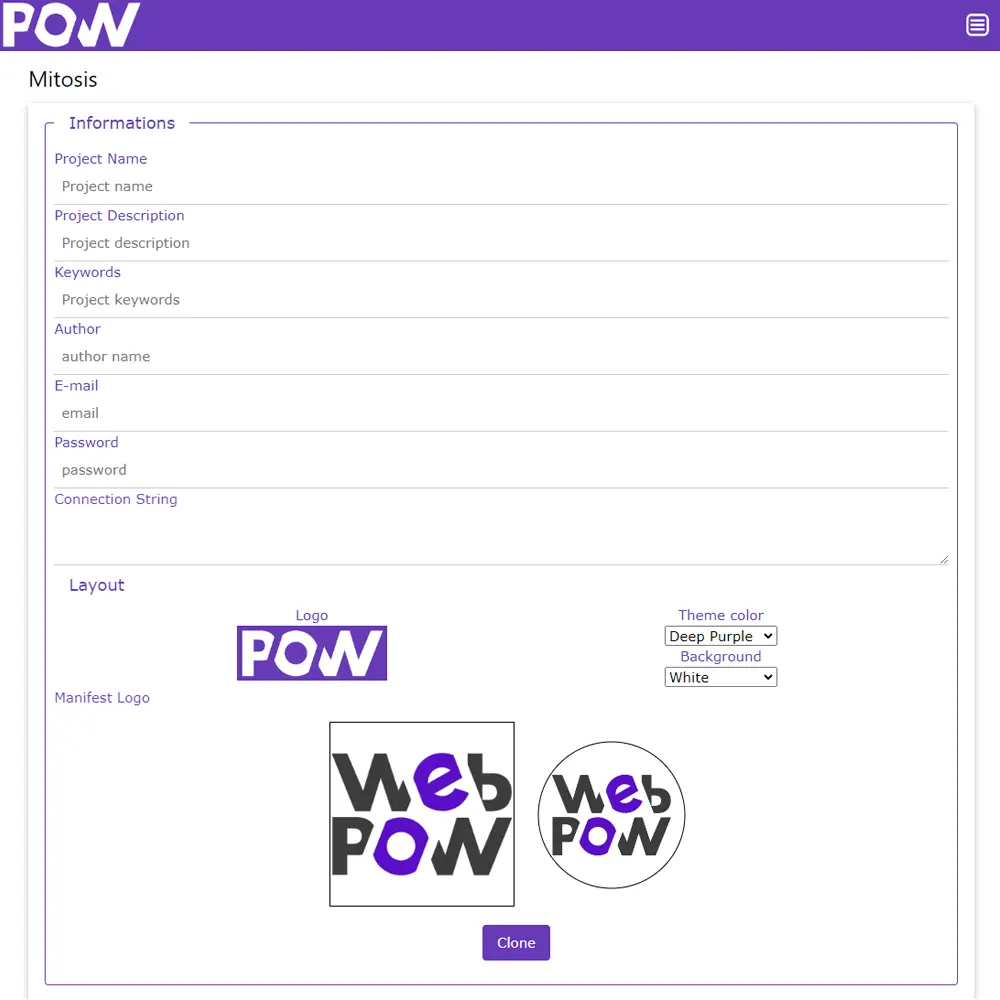 POW
Mitosis
Informations
Project Name
Project name
Project Description
Project description
Keywords
Project keywords
Author
author name
E-mail
email
Password
password
Connection String
Layout
Logo
POW
Theme color
Deep Purple
Background
White
Manifest Logo
Web
POW
Web
POW
Clone